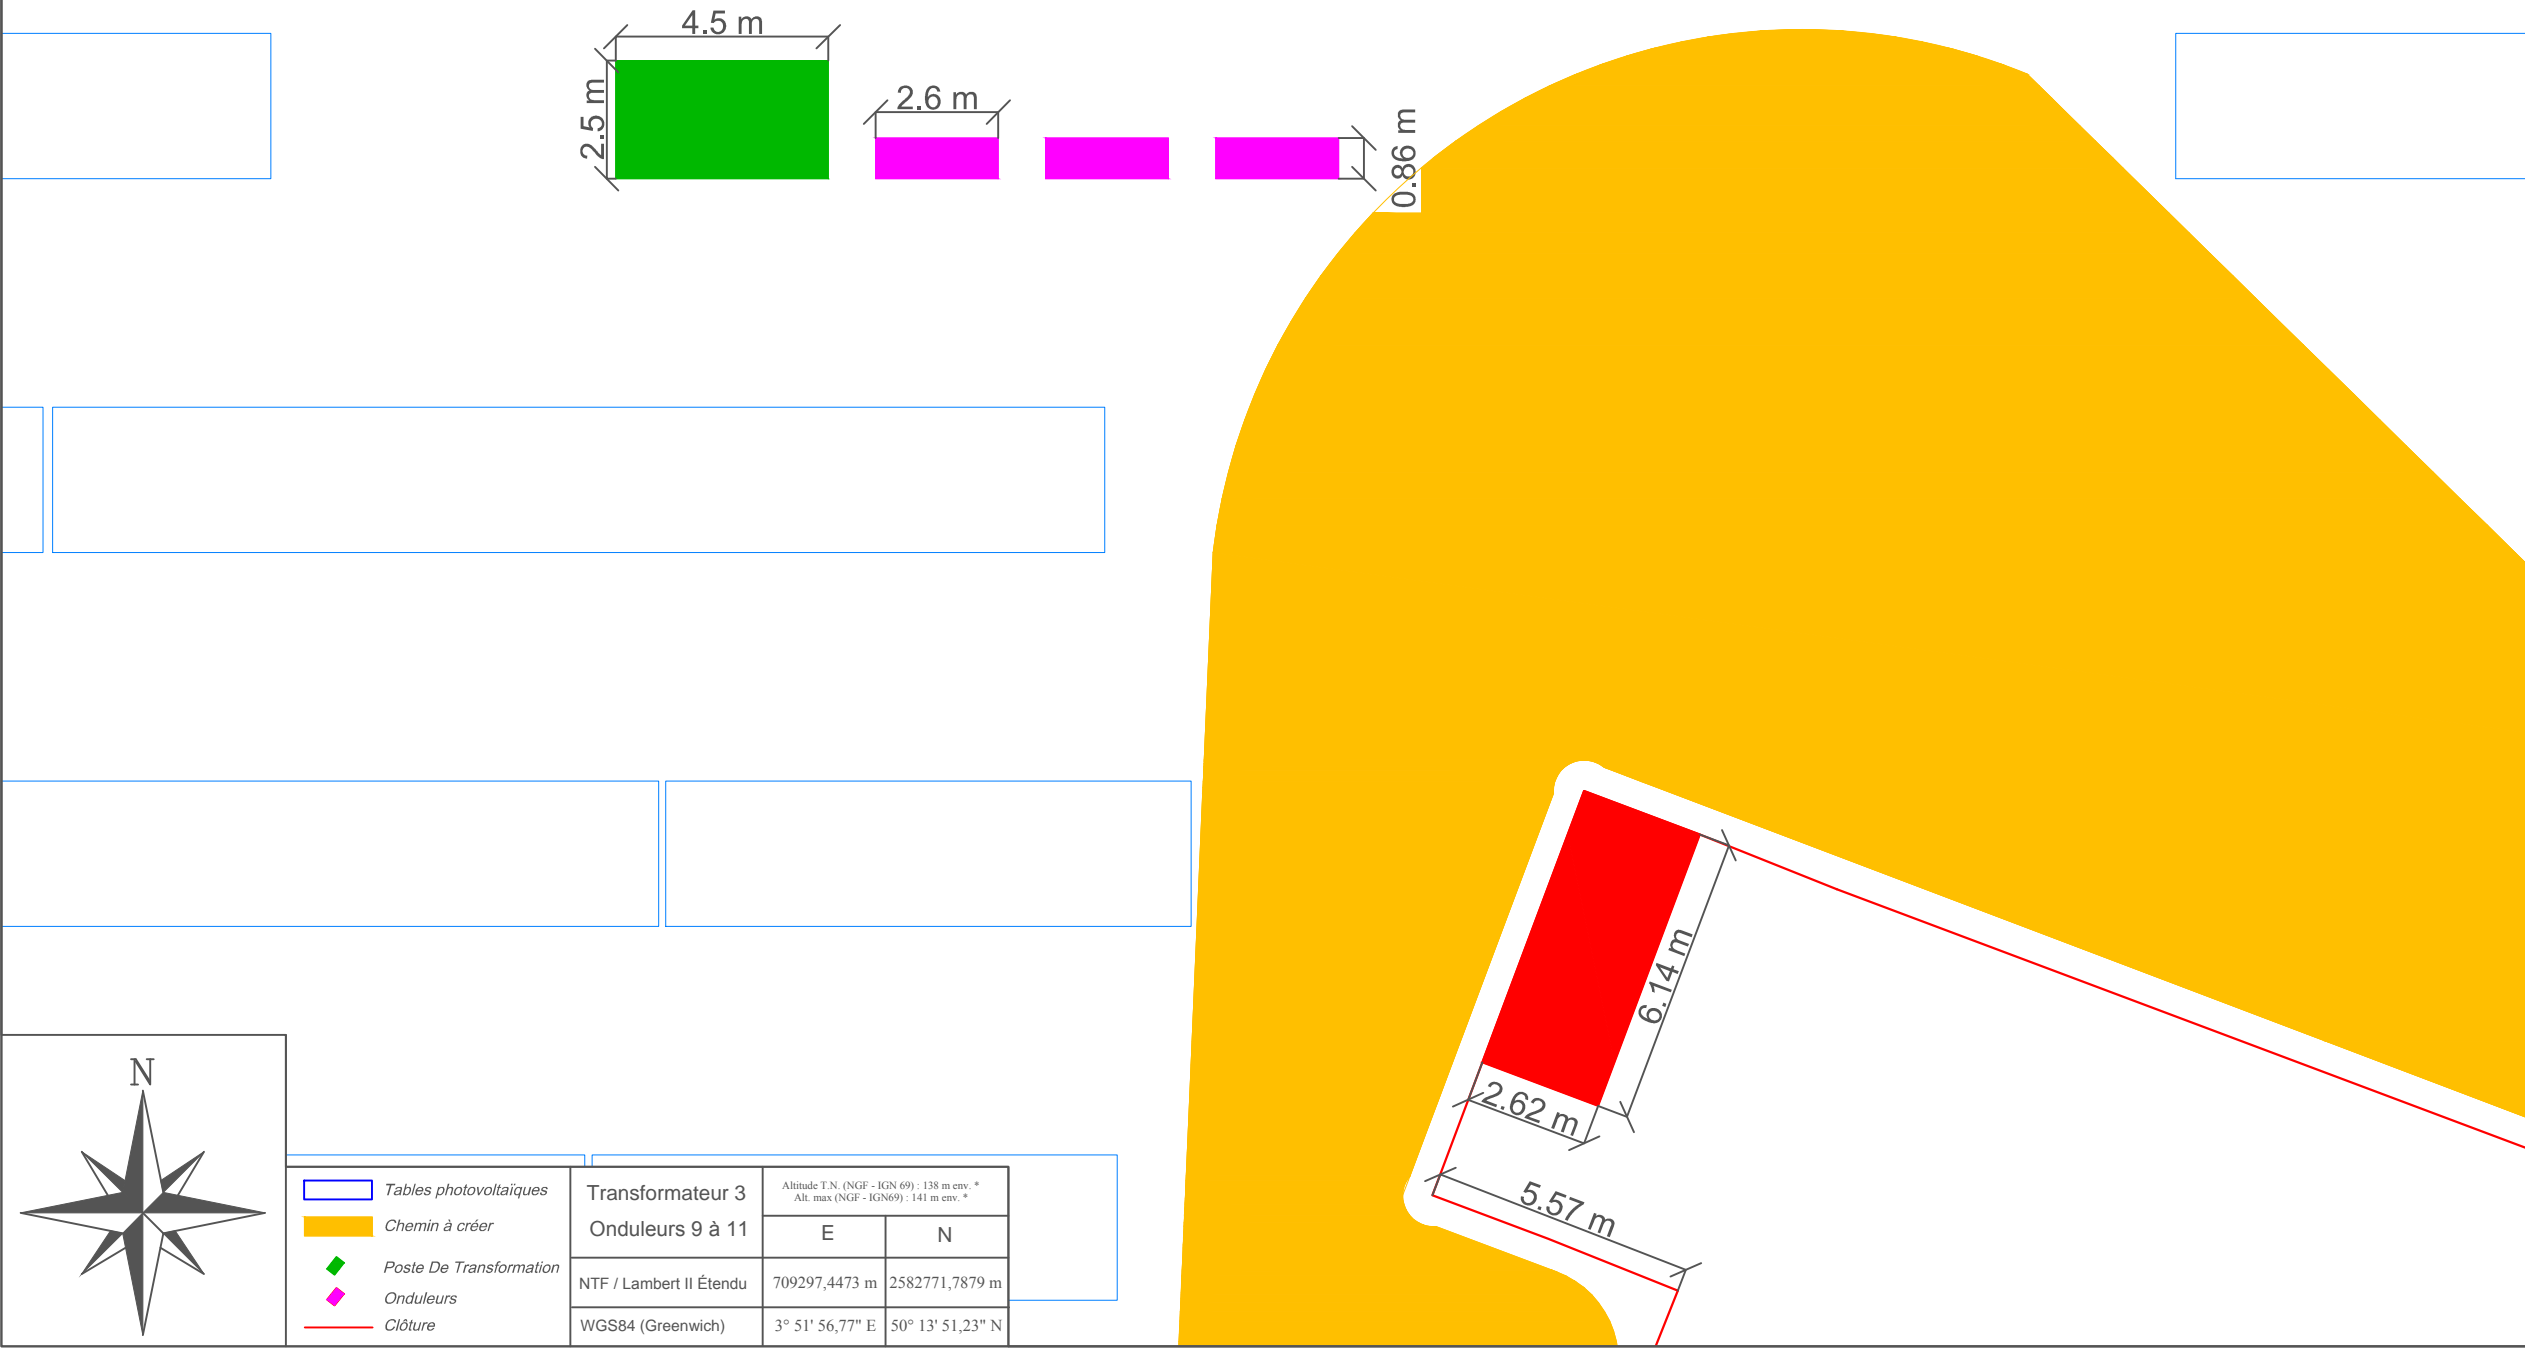 4.5 m
2.5 m
2.6 m
0.86 m
6.14 m
2.62 m
5.57 m
N
Tables photovoltaïques
Chemin à créer
Poste De Transformation
Onduleurs
Clôture
Transformateur 3
Onduleurs 9 à 11
Altitude T.N. (NGF - IGN 69) : 138 m env. *
Alt. max (NGF - IGN69) : 141 m env. *
E N
NTF / Lambert II Étendu 709297,4473 m 2582771,7879 m
WGS84 (Greenwich) 3° 51' 56,77" E 50° 13' 51,23" N